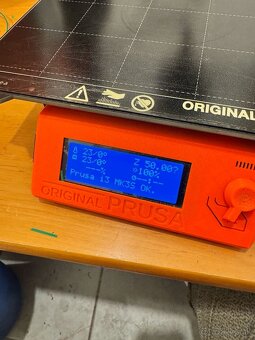 ORIGINAL
23/0°
23/0° Z 50.00?
---% 100%
Prusa i3 MK3S OK.
ORIGINAL PRUSA